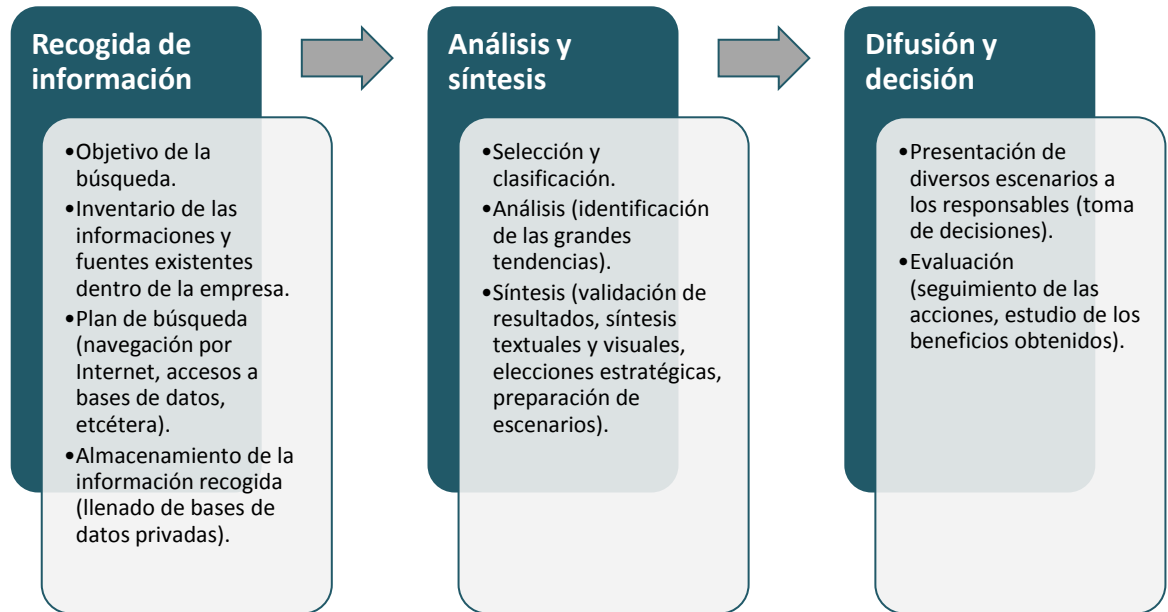 Recogida de
información
•Objetivo de la
búsqueda.
•Inventario de las
informaciones y
fuentes existentes
dentro de la empresa.
•Plan de búsqueda
(navegación por
Internet, accesos a
bases de datos,
etcétera).
•Almacenamiento de la
información recogida
(llenado de bases de
datos privadas).
Análisis y
síntesis
•Selección y
clasificación.
•Análisis (identificación
de las grandes
tendencias).
•Síntesis (validación de
resultados, síntesis
textuales y visuales,
elecciones estratégicas,
preparación de
escenarios).
Difusión y
decisión
•Presentación de
diversos escenarios a
los responsables (toma
de decisiones).
•Evaluación
(seguimiento de las
acciones, estudio de los
beneficios obtenidos).